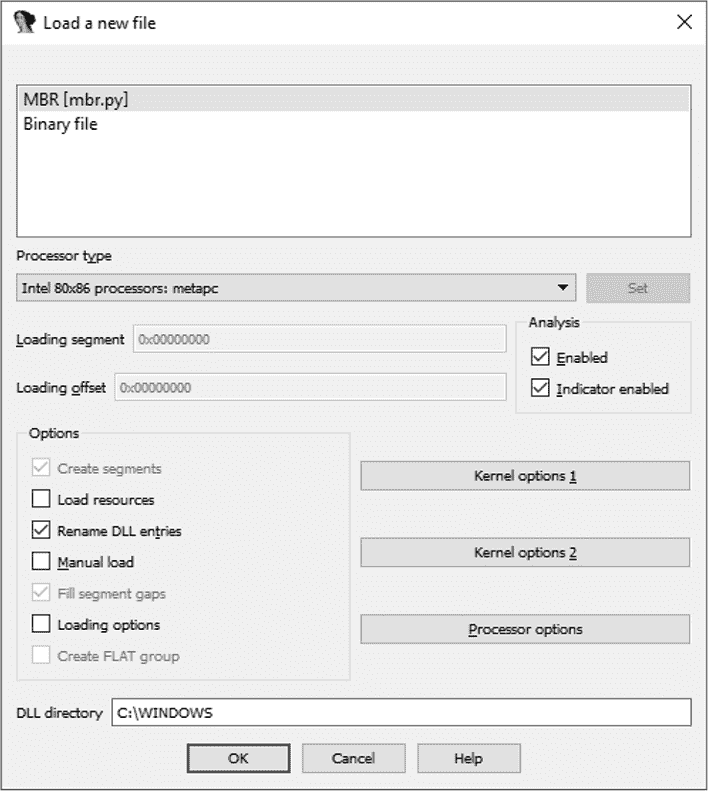 Load a new file
MBR [mbr.py]
Binary file
Processor type
Intel 80x86 processors: metapc
Set
Loading segment
0x00000000
Loading offset
0x00000000
Analysis
Enabled
Indicator enabled
Options
Create segments
Load resources
Rename DLL entries
Manual load
Fill segment gaps
Loading options
Create FLAT group
Kernel options 1
Kernel options 2
Processor options
DLL directory
C:\WINDOWS
OK
Cancel
Help